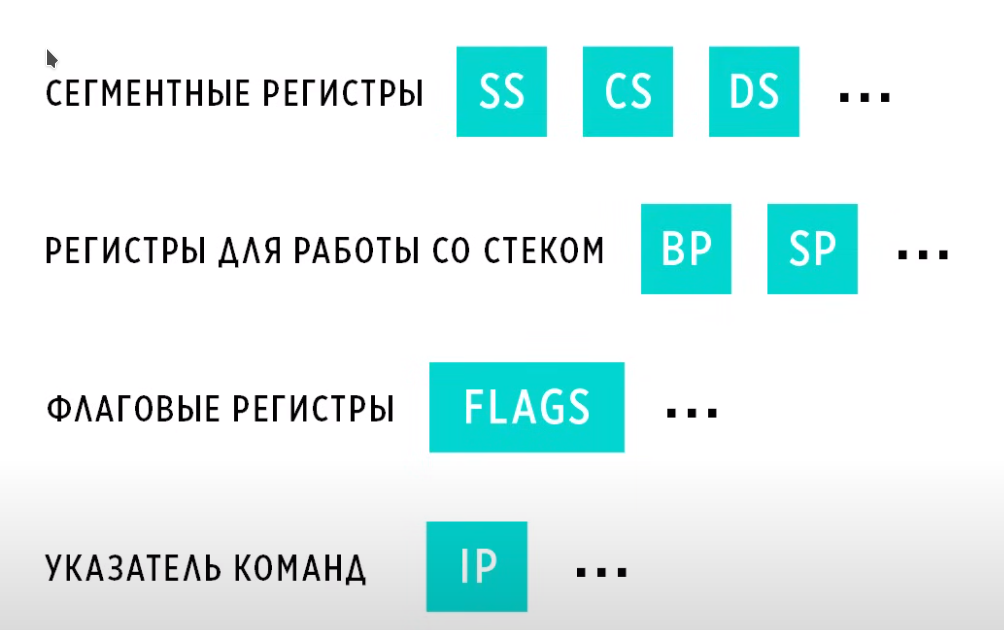 СЕГМЕНТНЫЕ РЕГИСТРЫ SS CS DS ...
РЕГИСТРЫ ДЛЯ РАБОТЫ СО СТЕКОМ BP SP ...
ФЛАГОВЫЕ РЕГИСТРЫ FLAGS ...
УКАЗАТЕЛЬ КОМАНД IP ...